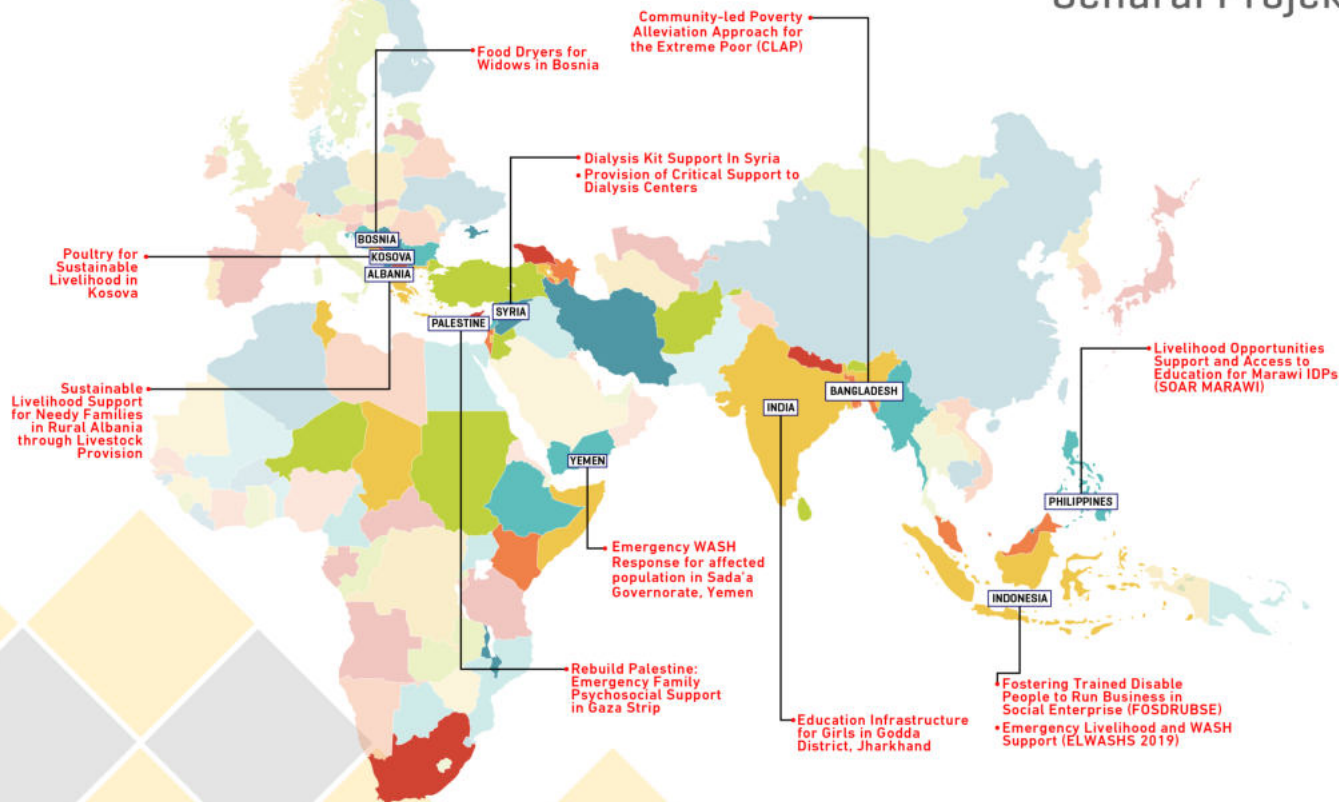 Senarai Projek
Community-led Poverty
Alleviation Approach for
the Extreme Poor (CLAP)
• Food Dryers for
Widows in Bosnia
• Dialysis Kit Support In Syria
• Provision of Critical Support to
Dialysis Centers
BOSNIA
KOSOVA
ALBANIA
Poultry for
Sustainable
Livelihood in
Kosova
SYRIA
PALESTINE
• Livelihood Opportunities
Support and Access to
Education for Marawi IDPs
(SOAR MARAWI)
Sustainable
Livelihood Support
for Needy Families
in Rural Albania
through Livestock
Provision
BANGLADESH
INDIA
YEMEN
PHILIPPINES
• Emergency WASH
Response for affected
population in Sada'a
Governorate, Yemen
INDONESIA
• Rebuild Palestine:
Emergency Family
Psychosocial Support
in Gaza Strip
• Education Infrastructure
for Girls in Godda
District, Jharkhand
• Fostering Trained Disable
People to Run Business in
Social Enterprise (FOSDRUBSE)
• Emergency Livelihood and WASH
Support (ELWASHS 2019)